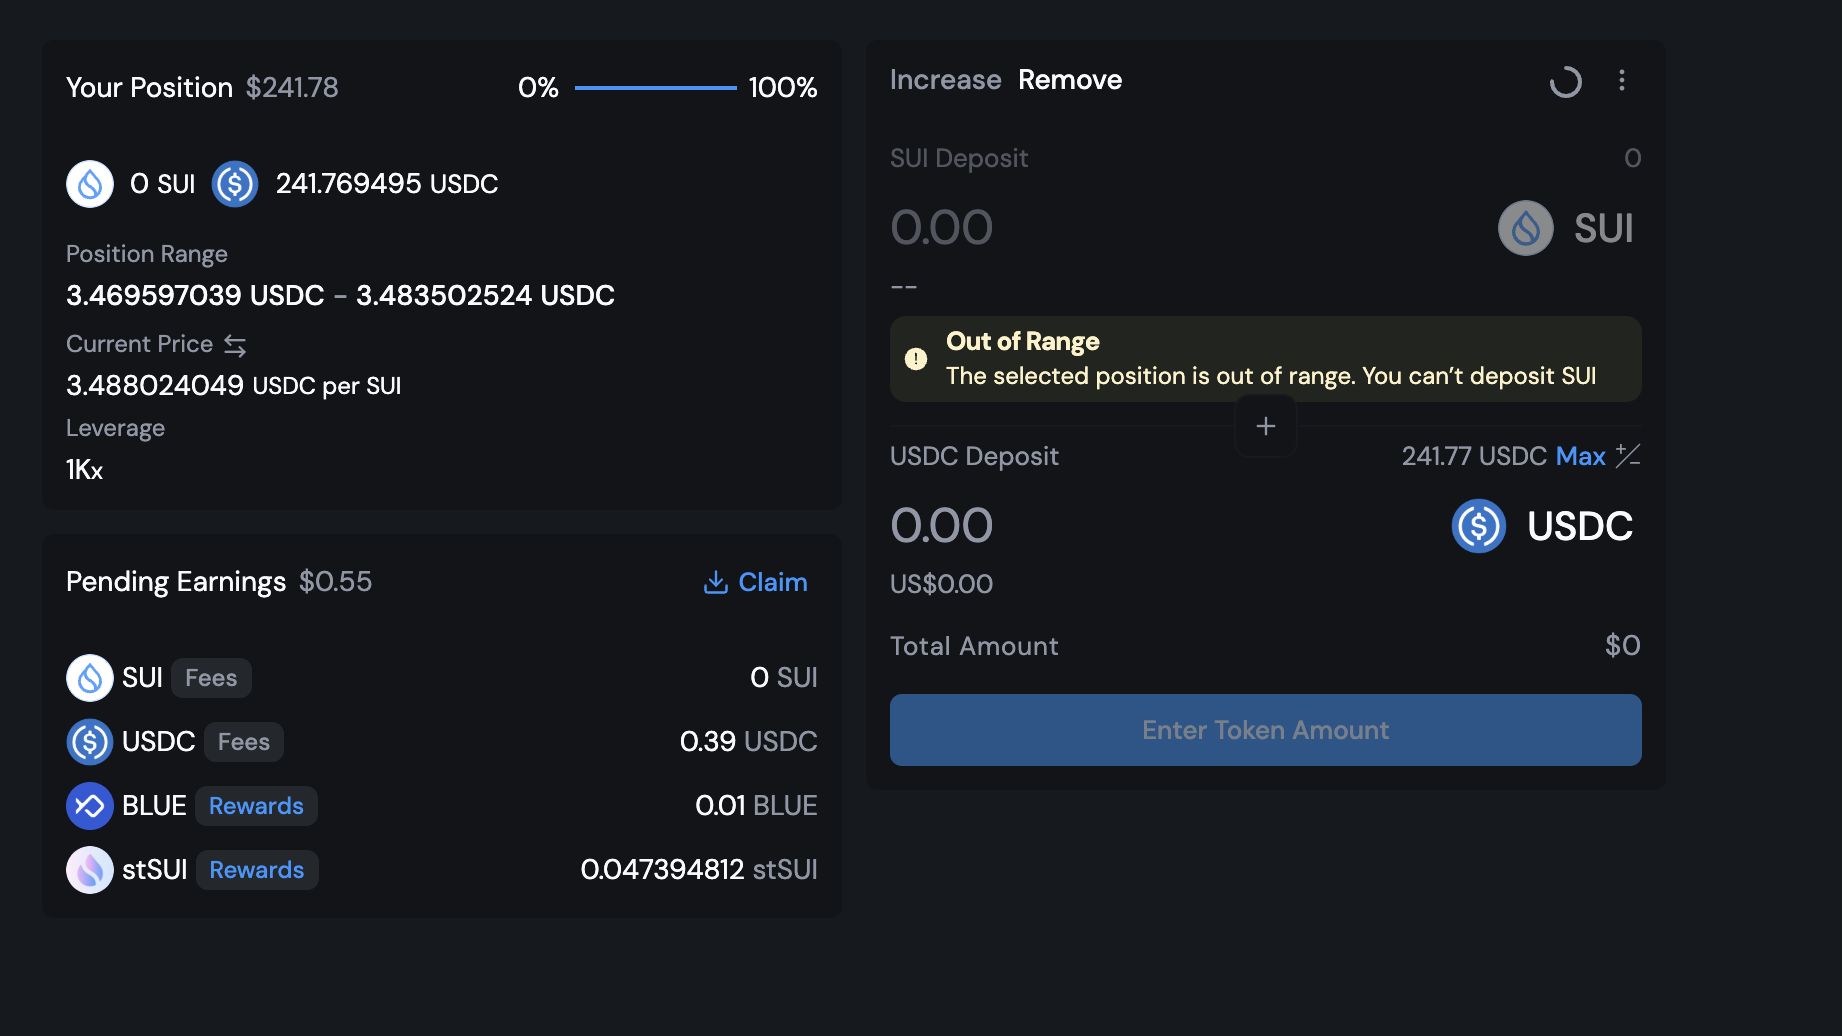 Your Position $241.78 0% 100%
0 SUI 241.769495 USDC
Position Range
3.469597039 USDC - 3.483502524 USDC
Current Price
3.488024049 USDC per SUI
Leverage
1Kx
Pending Earnings $0.55 Claim
SUI Fees 0 SUI
USDC Fees 0.39 USDC
BLUE Rewards 0.01 BLUE
stSUI Rewards 0.047394812 stSUI
Increase Remove
SUI Deposit 0
0.00 SUI
--
Out of Range
The selected position is out of range. You can’t deposit SUI
+
USDC Deposit 241.77 USDC Max
0.00 USDC
US$0.00
Total Amount $0
Enter Token Amount